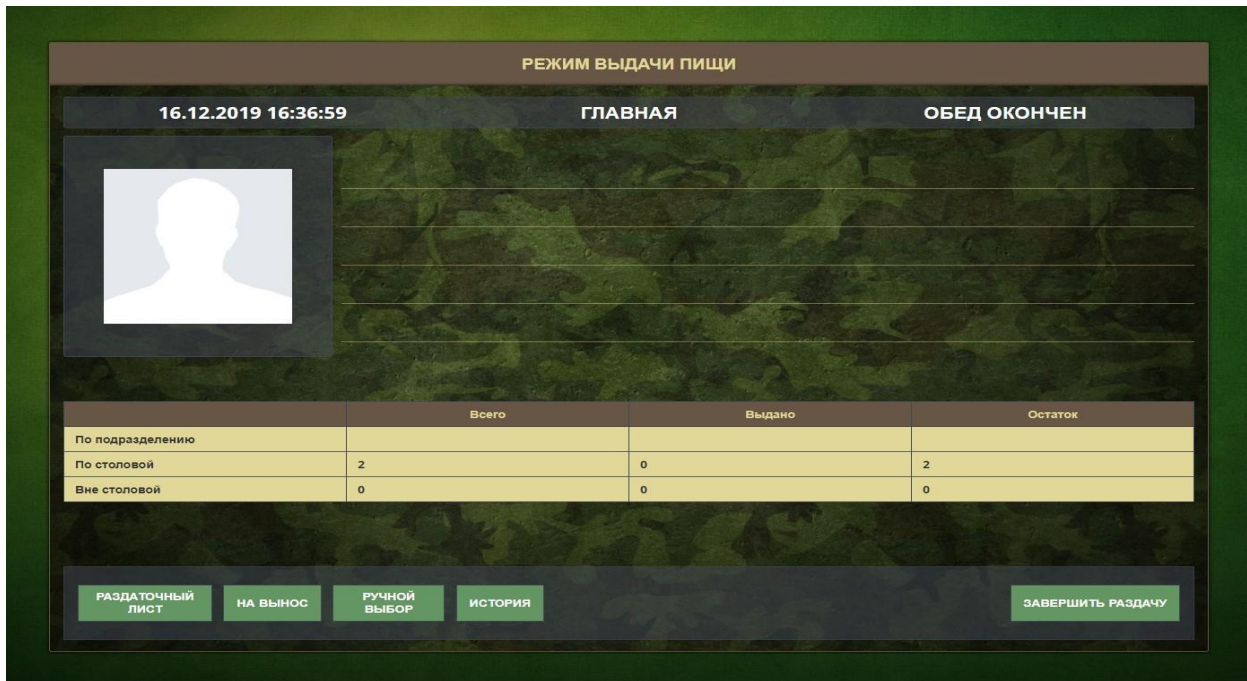 РЕЖИМ ВЫДАЧИ ПИЩИ
16.12.2019 16:36:59 ГЛАВНАЯ ОБЕД ОКОНЧЕН
Всего Выдано Остаток
По подразделению
По столовой 2 0 2
Вне столовой 0 0 0
РАЗДАТОЧНЫЙ
ЛИСТ
НА ВЫНОС
РУЧНОЙ
ВЫБОР
ИСТОРИЯ
ЗАВЕРШИТЬ РАЗДАЧУ